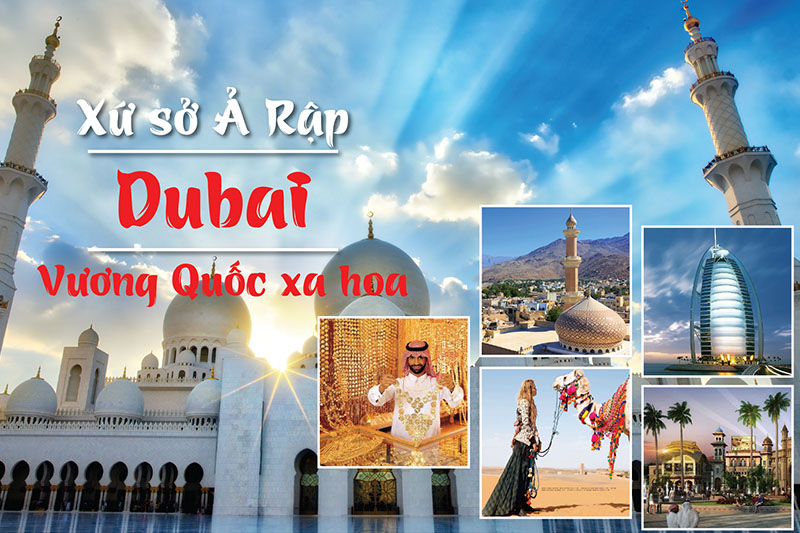 Xứ sở Ả Rập
Dubai
Vương Quốc xa hoa